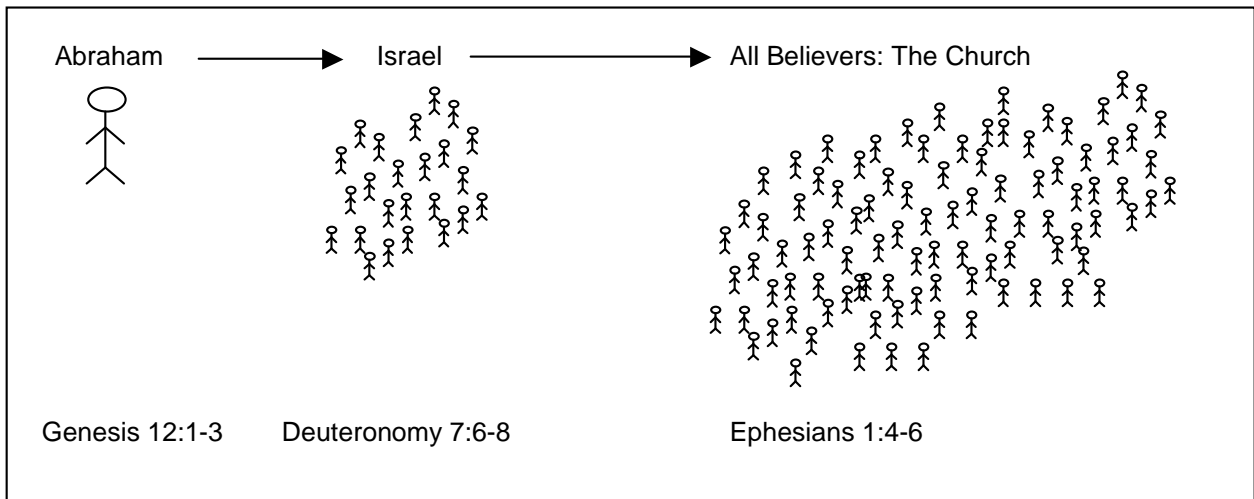 Abraham Israel All Believers: The Church
Genesis 12:1-3 Deuteronomy 7:6-8 Ephesians 1:4-6